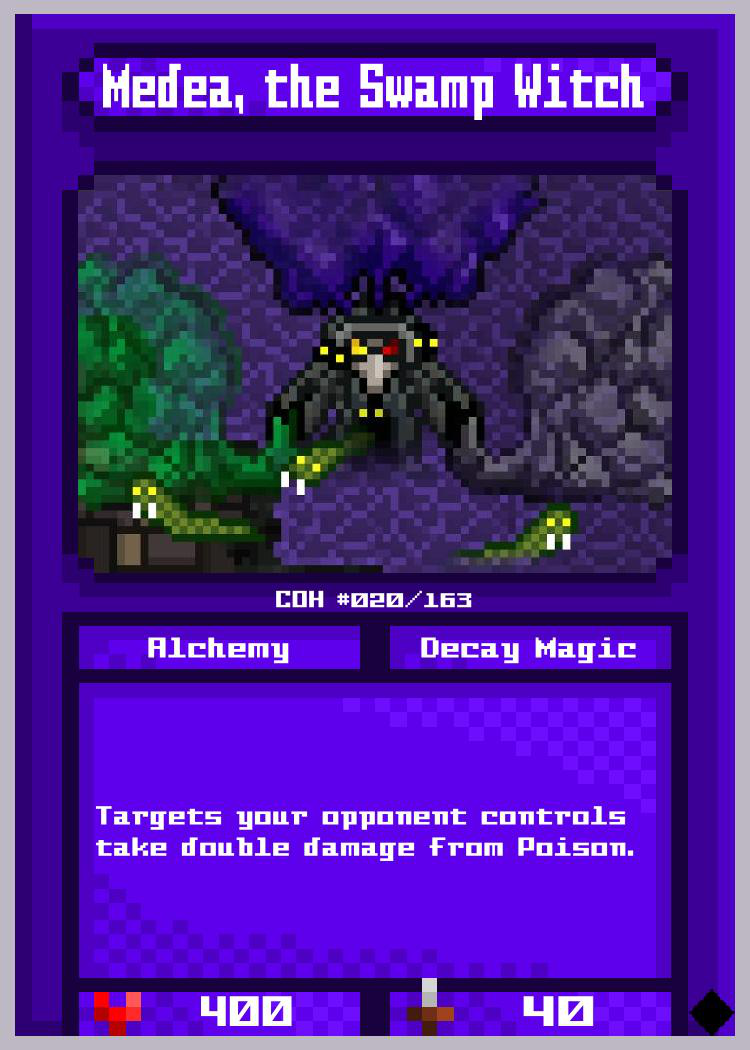 Medea, the Swamp Witch
COH #020/163
Alchemy
Decay Magic
Targets your opponent controls
take double damage from Poison.
400
40